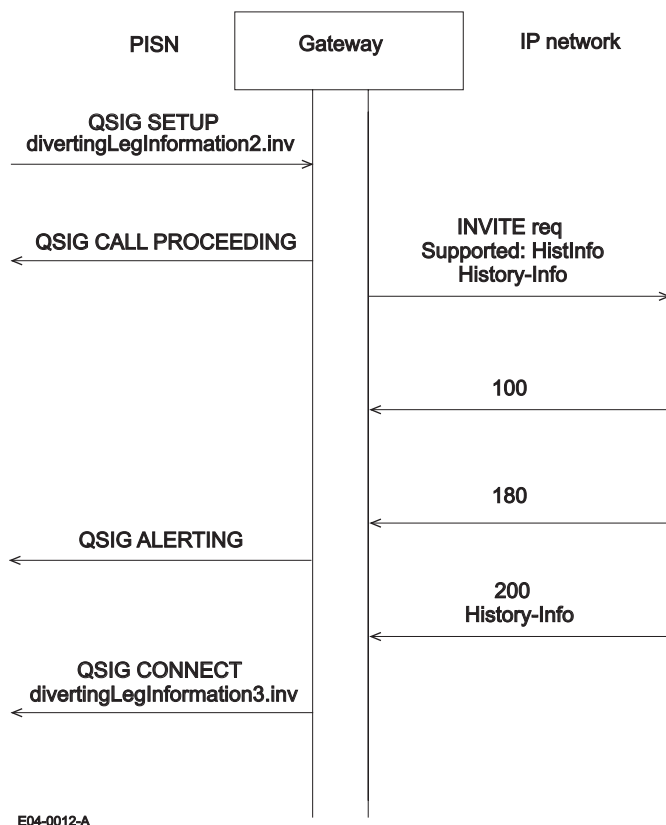 PISN
Gateway
IP network
QSIG SETUP
divertingLegInformation2.inv
QSIG CALL PROCEEDING
INVITE req
Supported: HistInfo
History-Info
100
180
QSIG ALERTING
200
History-Info
QSIG CONNECT
divertingLegInformation3.inv
E04-0012-A